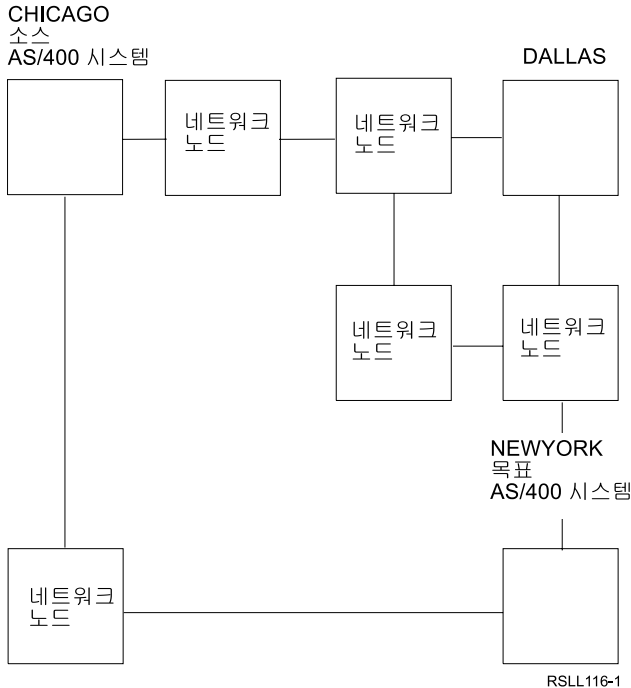 CHICAGO
소스
AS/400 시스템
DALLAS
네트워크
노드
네트워크
노드
네트워크
노드
네트워크
노드
NEWYORK
목표
AS/400 시스템
네트워크
노드
RSLL116-1